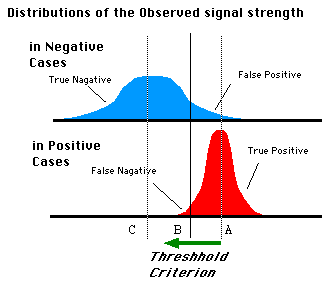 Distributions of the Observed signal strength
in Negative
Cases
True Nagative
False Positive
in Positive
Cases
True Positive
False Nagative
C B A
Threshhold
Criterion